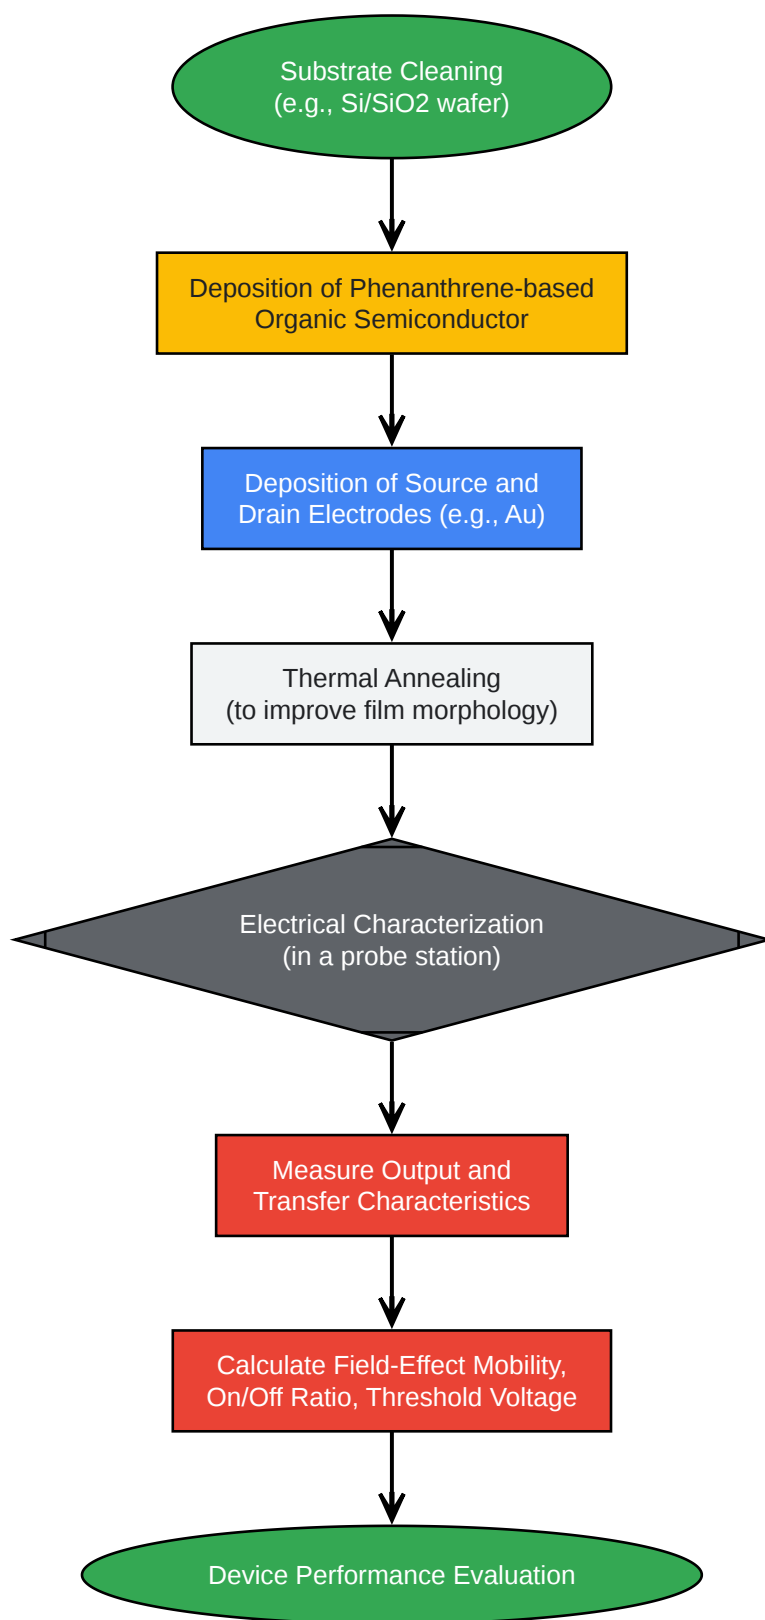 Substrate Cleaning
(e.g., Si/SiO2 wafer)
Deposition of Phenanthrene-based
Organic Semiconductor
Deposition of Source and
Drain Electrodes (e.g., Au)
Thermal Annealing
(to improve film morphology)
Electrical Characterization
(in a probe station)
Measure Output and
Transfer Characteristics
Calculate Field-Effect Mobility,
On/Off Ratio, Threshold Voltage
Device Performance Evaluation